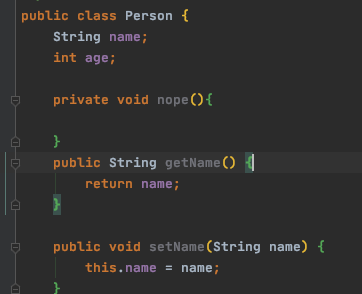 public class Person {
String name;
int age;
private void nope(){
}
public String getName() {
return name;
}
public void setName(String name) {
this.name = name;
}